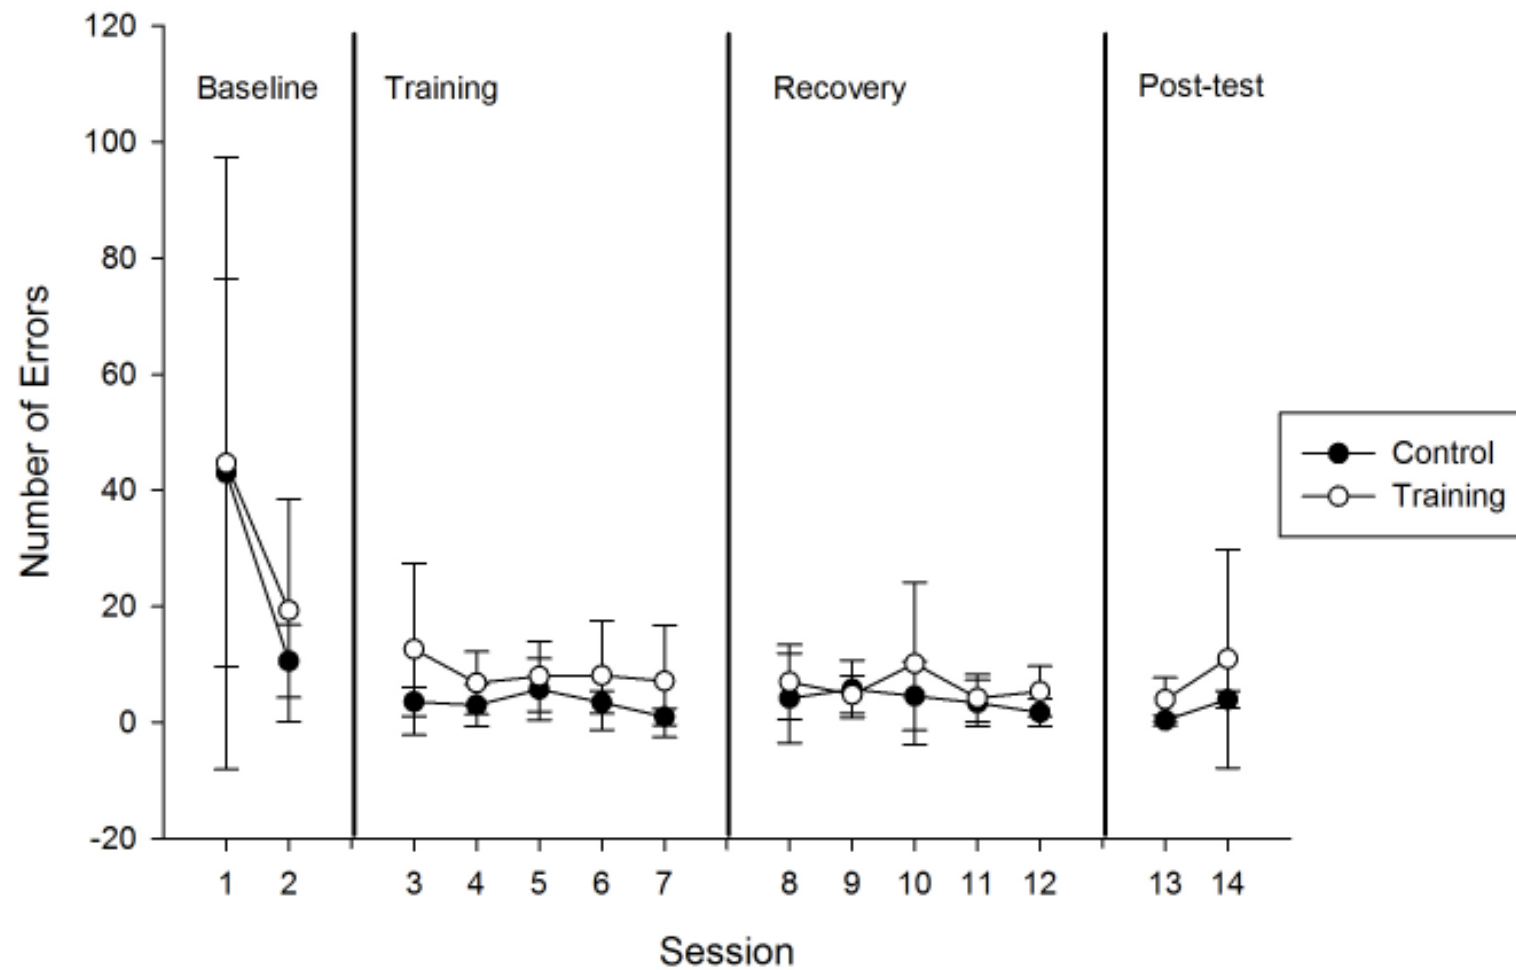 120
Baseline
Training
Recovery
Post-test
100
80
60
40
20
0
-20
Number of Errors
Control
Training
1 2 3 4 5 6 7 8 9 10 11 12 13 14
Session